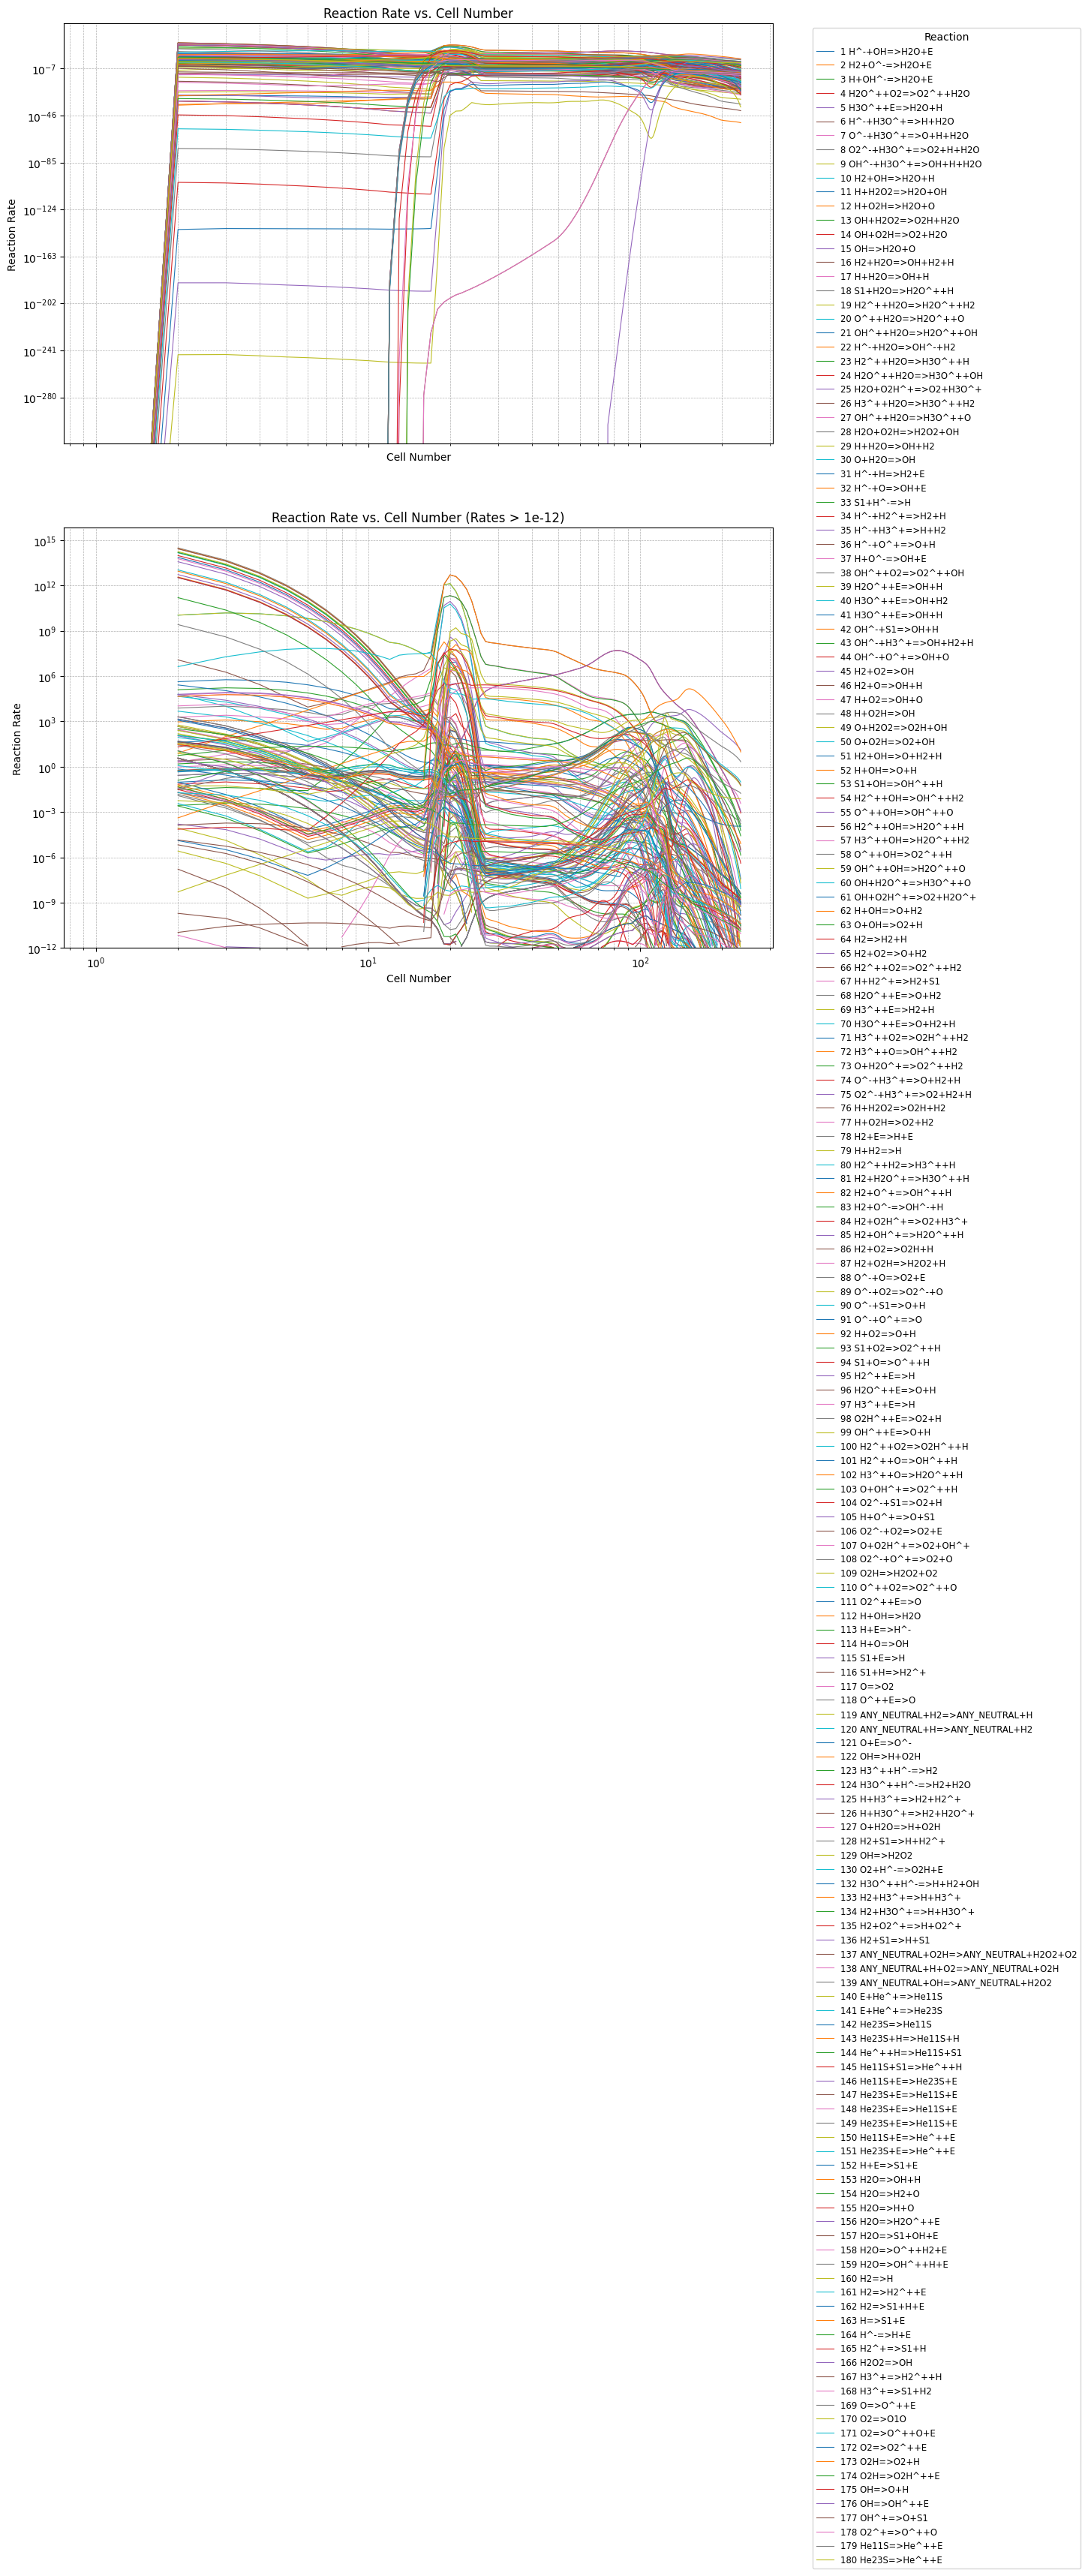 Reaction Rate vs. Cell Number
Reaction Rate
10^-7
10^-46
10^-85
10^-124
10^-163
10^-202
10^-241
10^-280
Cell Number
Reaction Rate vs. Cell Number (Rates > 1e-12)
Reaction Rate
10^15
10^12
10^9
10^6
10^3
10^0
10^-3
10^-6
10^-9
10^-12
10^0 10^1 10^2
Cell Number
Reaction
1 H^-+OH=>H2O+E
2 H2+O^-=>H2O+E
3 H+OH^-=>H2O+E
4 H2O^++O2=>O2^++H2O
5 H3O^++E=>H2O+H
6 H^-+H3O^+=>H+H2O
7 O^-+H3O^+=>O+H+H2O
8 O2^-+H3O^+=>O2+H+H2O
9 OH^-+H3O^+=>OH+H+H2O
10 H2+OH=>H2O+H
11 H+H2O2=>H2O+OH
12 H+O2H=>H2O+O
13 OH+H2O2=>O2H+H2O
14 OH+O2H=>O2+H2O
15 OH=>H2O+O
16 H2+H2O=>OH+H2+H
17 H+H2O=>OH+H
18 S1+H2O=>H2O^++H
19 H2^++H2O=>H2O^++H2
20 O^++H2O=>H2O^++O
21 OH^++H2O=>H2O^++OH
22 H^-+H2O=>OH^-+H2
23 H2^++H2O=>H3O^++H
24 H2O^++H2O=>H3O^++OH
25 H2O+O2H^+=>O2+H3O^+
26 H3^++H2O=>H3O^++H2
27 OH^++H2O=>H3O^++O
28 H2O+O2H=>H2O2+OH
29 H+H2O=>OH+H2
30 O+H2O=>OH
31 H^-+H=>H2+E
32 H^-+O=>OH+E
33 S1+H^-=>H
34 H^-+H2^+=>H2+H
35 H^-+H3^+=>H+H2
36 H^-+O^+=>O+H
37 H+O^-=>OH+E
38 OH^++O2=>O2^++OH
39 H2O^++E=>OH+H
40 H3O^++E=>OH+H2
41 H3O^++E=>OH+H
42 OH^-+S1=>OH+H
43 OH^-+H3^+=>OH+H2+H
44 OH^-+O^+=>OH+O
45 H2+O2=>OH
46 H2+O=>OH+H
47 H+O2=>OH+O
48 H+O2H=>OH
49 O+H2O2=>O2H+OH
50 O+O2H=>O2+OH
51 H2+OH=>O+H2+H
52 H+OH=>O+H
53 S1+OH=>OH^++H
54 H2^++OH=>OH^++H2
55 O^++OH=>OH^++O
56 H2^++OH=>H2O^++H
57 H3^++OH=>H2O^++H2
58 O^++OH=>O2^++H
59 OH^++OH=>H2O^++O
60 OH+H2O^+=>H3O^++O
61 OH+O2H^+=>O2+H2O^+
62 H+OH=>O+H2
63 O+OH=>O2+H
64 H2=>H2+H
65 H2+O2=>O+H2
66 H2^++O2=>O2^++H2
67 H+H2^+=>H2+S1
68 H2O^++E=>O+H2
69 H3^++E=>H2+H
70 H3O^++E=>O+H2+H
71 H3^++O2=>O2H^++H2
72 H3^++O=>OH^++H2
73 O+H2O^+=>O2^++H2
74 O^-+H3^+=>O+H2+H
75 O2^-+H3^+=>O2+H2+H
76 H+H2O2=>O2H+H2
77 H+O2H=>O2+H2
78 H2+E=>H+E
79 H+H2=>H
80 H2^++H2=>H3^++H
81 H2+H2O^+=>H3O^++H
82 H2+O^+=>OH^++H
83 H2+O^-=>OH^-+H
84 H2+O2H^+=>O2+H3^+
85 H2+OH^+=>H2O^++H
86 H2+O2=>O2H+H
87 H2+O2H=>H2O2+H
88 O^-+O=>O2+E
89 O^-+O2=>O2^-+O
90 O^-+S1=>O+H
91 O^-+O^+=>O
92 H+O2=>O+H
93 S1+O2=>O2^++H
94 S1+O=>O^++H
95 H2^++E=>H
96 H2O^++E=>O+H
97 H3^++E=>H
98 O2H^++E=>O2+H
99 OH^++E=>O+H
100 H2^++O2=>O2H^++H
101 H2^++O=>OH^++H
102 H3^++O=>H2O^++H
103 O+OH^+=>O2^++H
104 O2^-+S1=>O2+H
105 H+O^+=>O+S1
106 O2^-+O2=>O2+E
107 O+O2H^+=>O2+OH^+
108 O2^-+O^+=>O2+O
109 O2H=>H2O2+O2
110 O^++O2=>O2^++O
111 O2^++E=>O
112 H+OH=>H2O
113 H+E=>H^-
114 H+O=>OH
115 S1+E=>H
116 S1+H=>H2^+
117 O=>O2
118 O^++E=>O
119 ANY_NEUTRAL+H2=>ANY_NEUTRAL+H
120 ANY_NEUTRAL+H=>ANY_NEUTRAL+H2
121 O+E=>O^-
122 OH=>H+O2H
123 H3^++H^-=>H2
124 H3O^++H^-=>H2+H2O
125 H+H3^+=>H2+H2^+
126 H+H3O^+=>H2+H2O^+
127 O+H2O=>H+O2H
128 H2+S1=>H+H2^+
129 OH=>H2O2
130 O2+H^-=>O2H+E
132 H3O^++H^-=>H+H2+OH
133 H2+H3^+=>H+H3^+
134 H2+H3O^+=>H+H3O^+
135 H2+O2^+=>H+O2^+
136 H2+S1=>H+S1
137 ANY_NEUTRAL+O2H=>ANY_NEUTRAL+H2O2+O2
138 ANY_NEUTRAL+H+O2=>ANY_NEUTRAL+O2H
139 ANY_NEUTRAL+OH=>ANY_NEUTRAL+H2O2
140 E+He^+=>He11S
141 E+He^+=>He23S
142 He23S=>He11S
143 He23S+H=>He11S+H
144 He^++H=>He11S+S1
145 He11S+S1=>He^++H
146 He11S+E=>He23S+E
147 He23S+E=>He11S+E
148 He23S+E=>He11S+E
149 He23S+E=>He11S+E
150 He11S+E=>He^++E
151 He23S+E=>He^++E
152 H+E=>S1+E
153 H2O=>OH+H
154 H2O=>H2+O
155 H2O=>H+O
156 H2O=>H2O^++E
157 H2O=>S1+OH+E
158 H2O=>O^++H2+E
159 H2O=>OH^++H+E
160 H2=>H
161 H2=>H2^++E
162 H2=>S1+H+E
163 H=>S1+E
164 H^-=>H+E
165 H2^+=>S1+H
166 H2O2=>OH
167 H3^+=>H2^++H
168 H3^+=>S1+H2
169 O=>O^++E
170 O2=>O1O
171 O2=>O^++O+E
172 O2=>O2^++E
173 O2H=>O2+H
174 O2H=>O2H^++E
175 OH=>O+H
176 OH=>OH^++E
177 OH^+=>O+S1
178 O2^+=>O^++O
179 He11S=>He^++E
180 He23S=>He^++E